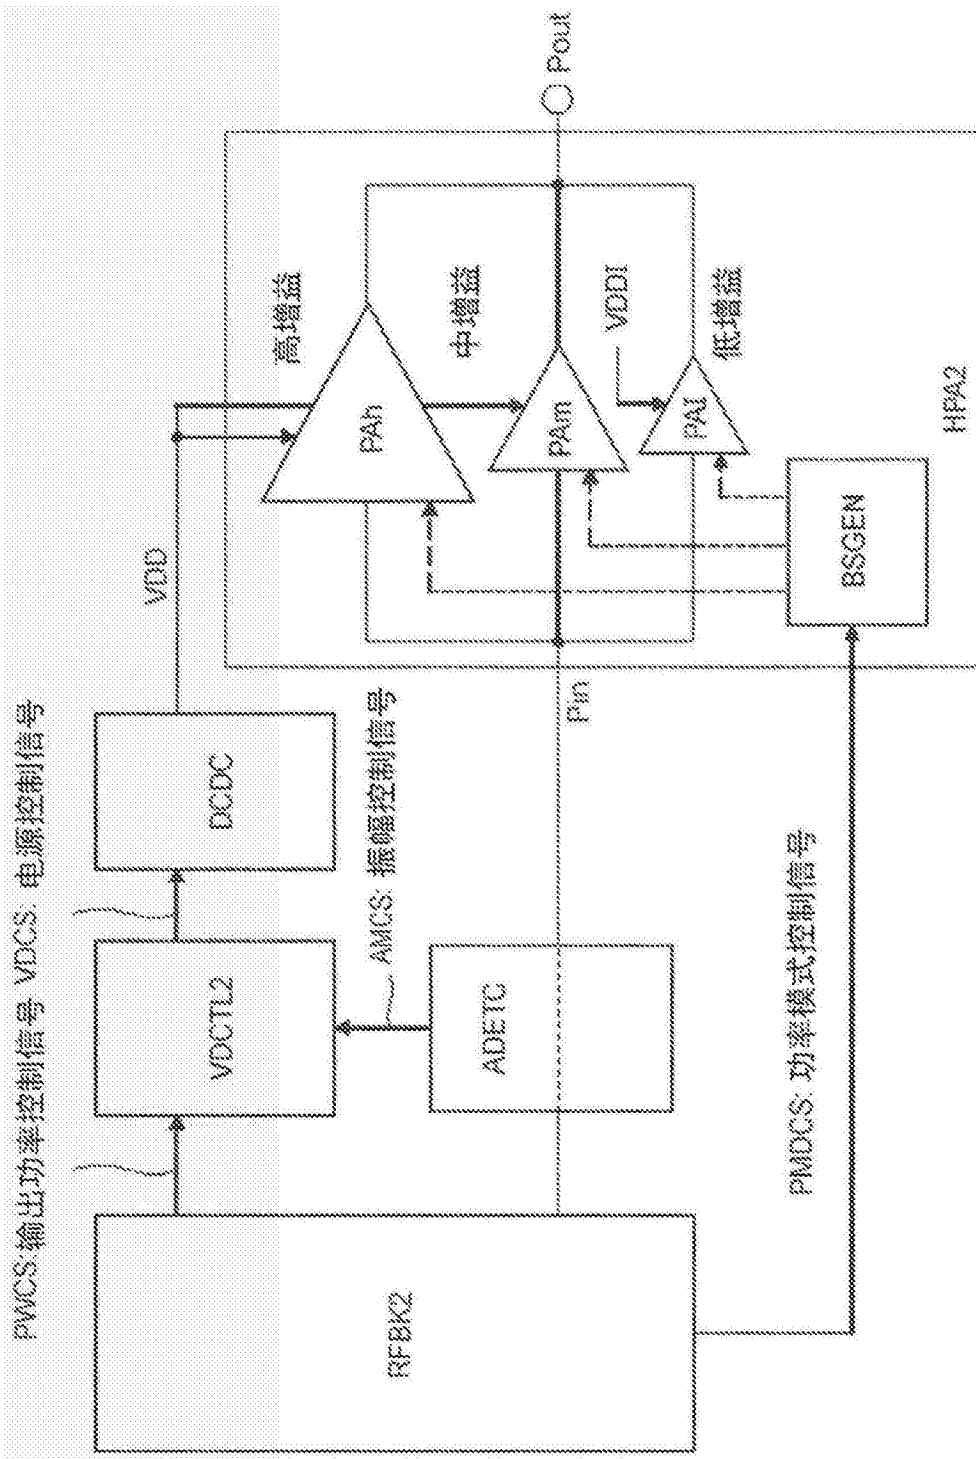 PWCS:输出功率控制信号 VDCS: 电源控制信号
VDD
RFBK2
VDCTL2
DCDC
AMCS: 振幅控制信号
ADETC
Pin
高增益
PAh
中增益
PAm
VDDl
PAl
低增益
Pout
PMDCS: 功率模式控制信号
BSGEN
HPA2